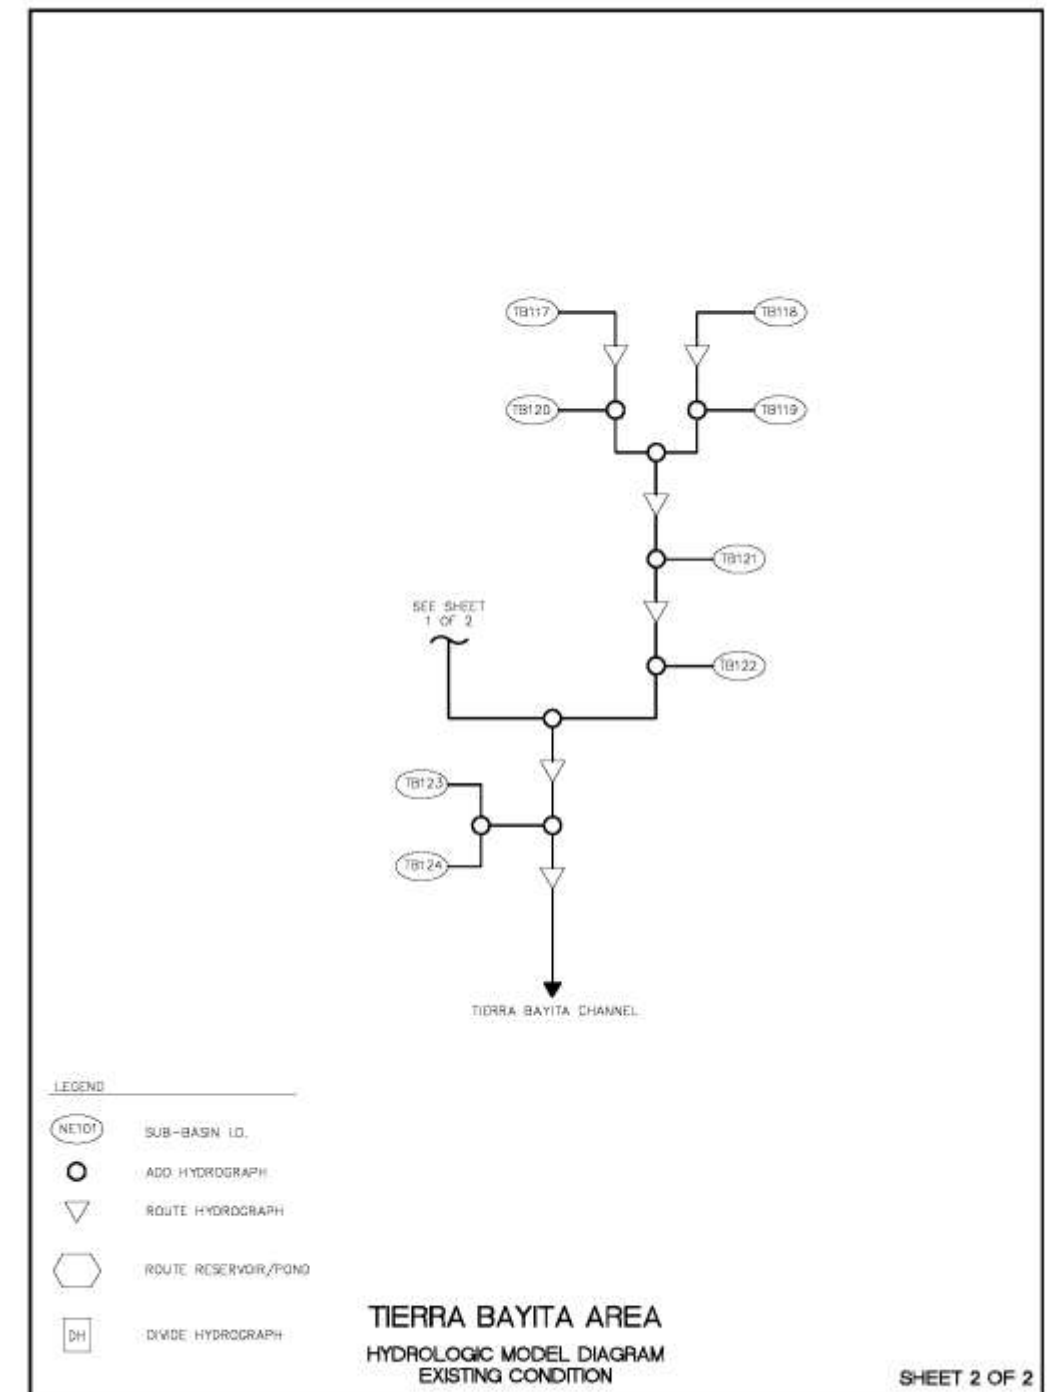 TB117
TB118
TB120
TB119
TB121
SEE SHEET
1 OF 2
TB122
TB123
TB124
TIERRA BAYITA CHANNEL
LEGEND
NE101 SUB-BASIN I.D.
ADD HYDROGRAPH
ROUTE HYDROGRAPH
ROUTE RESERVOIR/POND
DH DIVIDE HYDROGRAPH
TIERRA BAYITA AREA
HYDROLOGIC MODEL DIAGRAM
EXISTING CONDITION
SHEET 2 OF 2